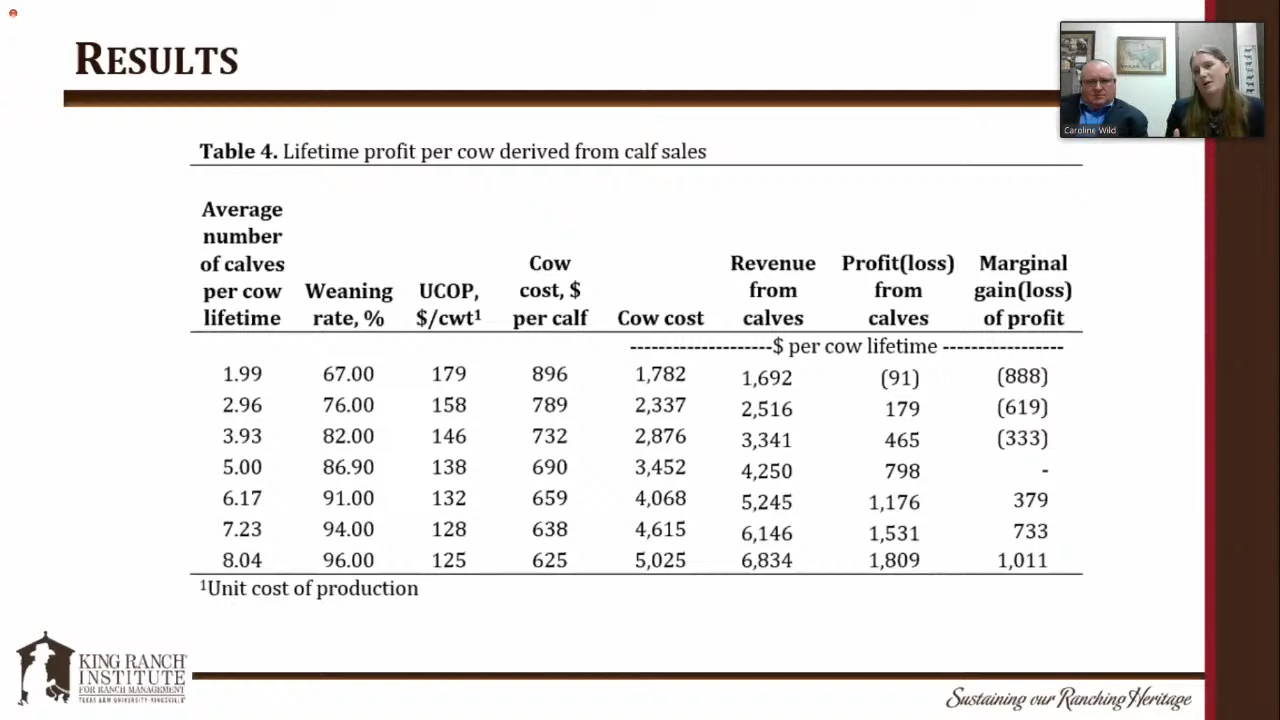 RESULTS
Caroline Wild
Table 4. Lifetime profit per cow derived from calf sales
Average number of calves per cow lifetime
Weaning rate, %
UCOP, $/cwt¹
Cow cost, $ per calf
Cow cost
Revenue from calves
Profit(loss) from calves
Marginal gain(loss) of profit
--------------------$ per cow lifetime -----------------
1.99 67.00 179 896 1,782 1,692 (91) (888)
2.96 76.00 158 789 2,337 2,516 179 (619)
3.93 82.00 146 732 2,876 3,341 465 (333)
5.00 86.90 138 690 3,452 4,250 798 -
6.17 91.00 132 659 4,068 5,245 1,176 379
7.23 94.00 128 638 4,615 6,146 1,531 733
8.04 96.00 125 625 5,025 6,834 1,809 1,011
¹Unit cost of production
KING RANCH
INSTITUTE
FOR RANCH MANAGEMENT
TEXAS A&M UNIVERSITY-KINGSVILLE
Sustaining our Ranching Heritage